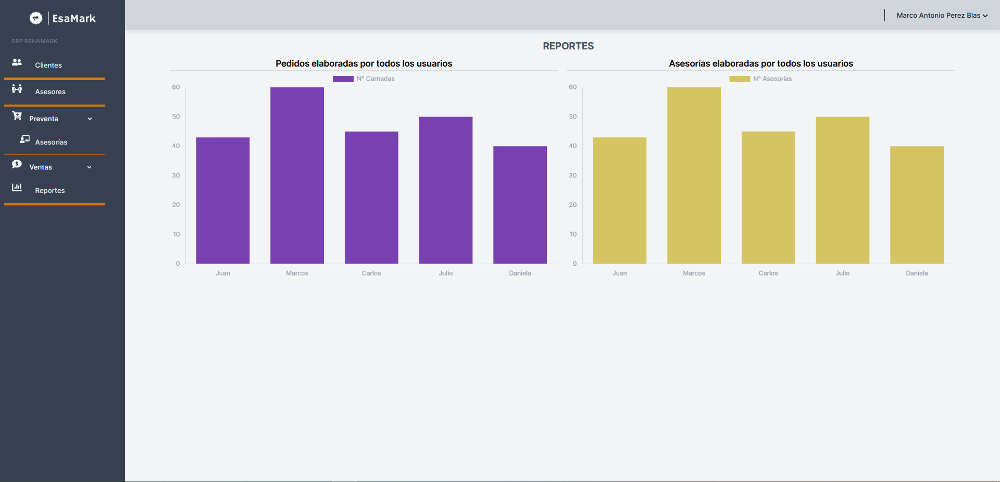 EsaMark
Marco Antonio Perez Blas
ERP ESHAMARK
Clientes
Asesores
Preventa
Asesorías
Ventas
Reportes
REPORTES
Pedidos elaboradas por todos los usuarios
Nº Carnadas
60
50
40
30
20
10
0
Juan Marcos Carlos Julio Daniela
Asesorías elaboradas por todos los usuarios
Nº Asesorías
60
50
40
30
20
10
0
Juan Marcos Carlos Julio Daniela